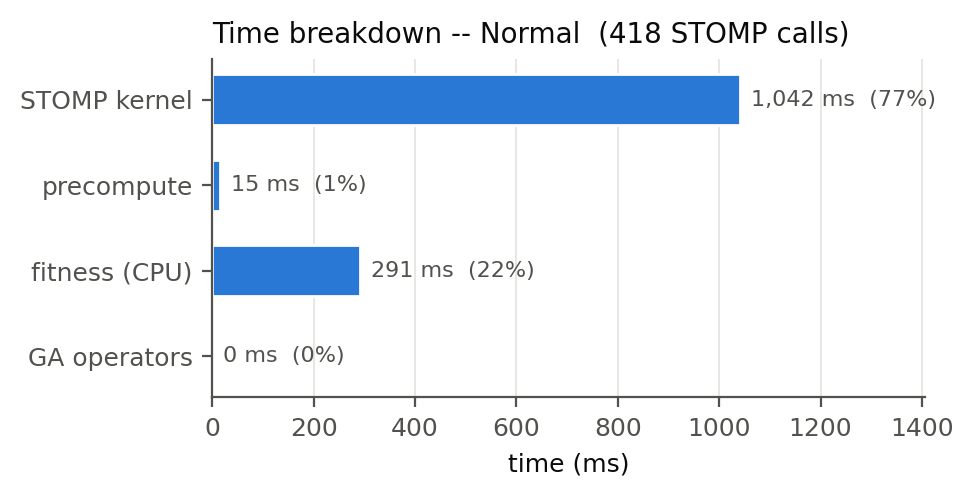 Time breakdown -- Normal  (418 STOMP calls)
STOMP kernel
1,042 ms  (77%)
precompute
15 ms  (1%)
fitness (CPU)
291 ms  (22%)
GA operators
0 ms  (0%)
0 200 400 600 800 1000 1200 1400
time (ms)